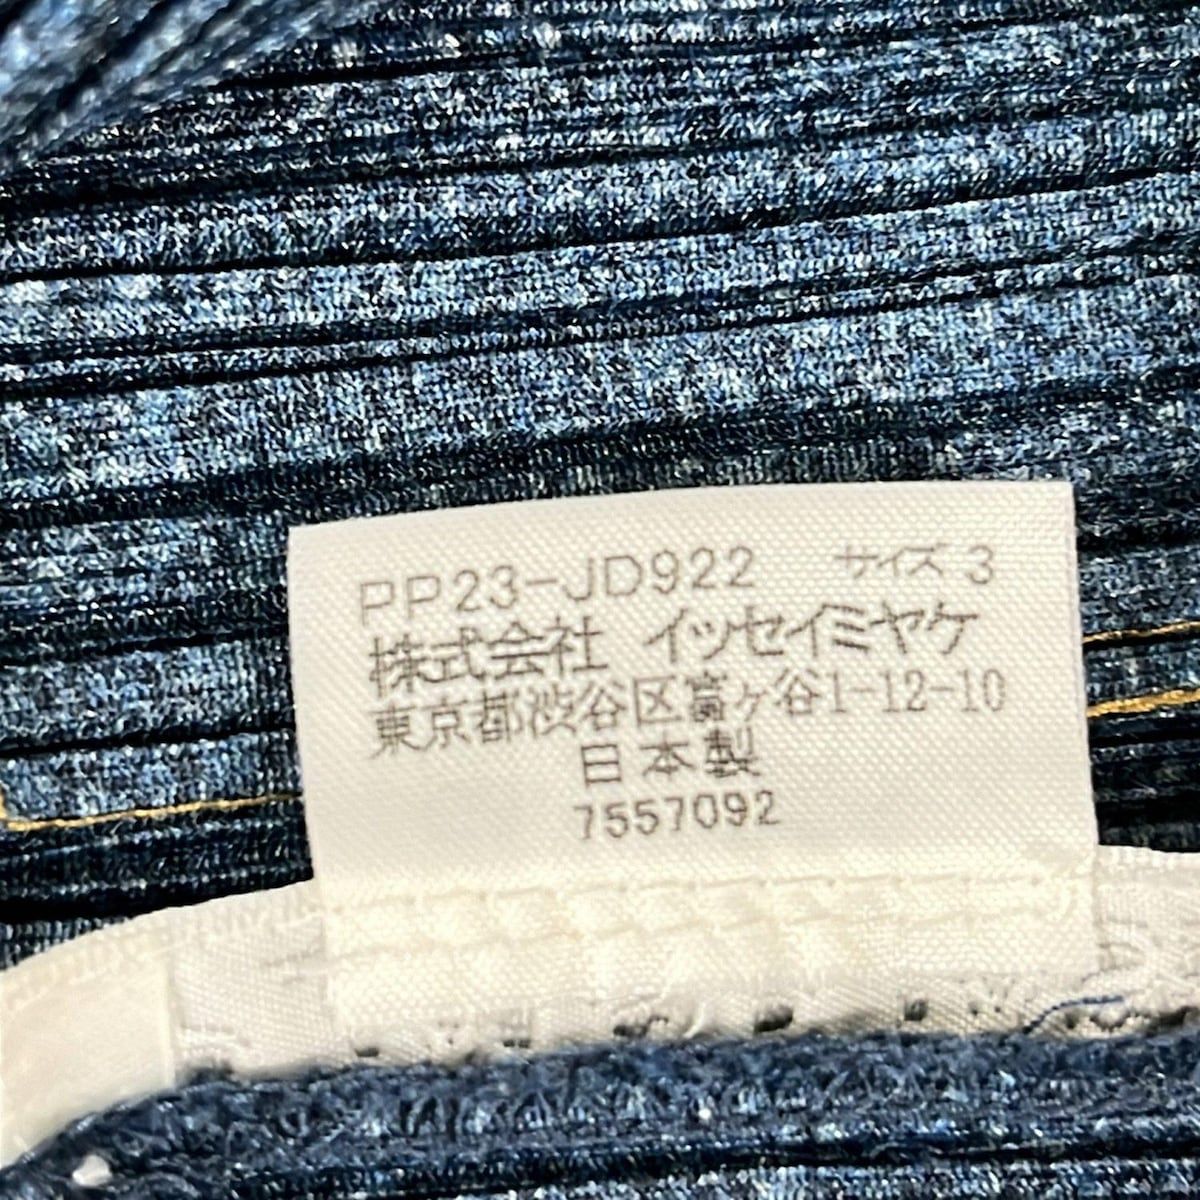 PP23-JD922 サイズ 3
株式会社 イッセイミヤケ
東京都渋谷区富ヶ谷1-12-10
日本製
7557092